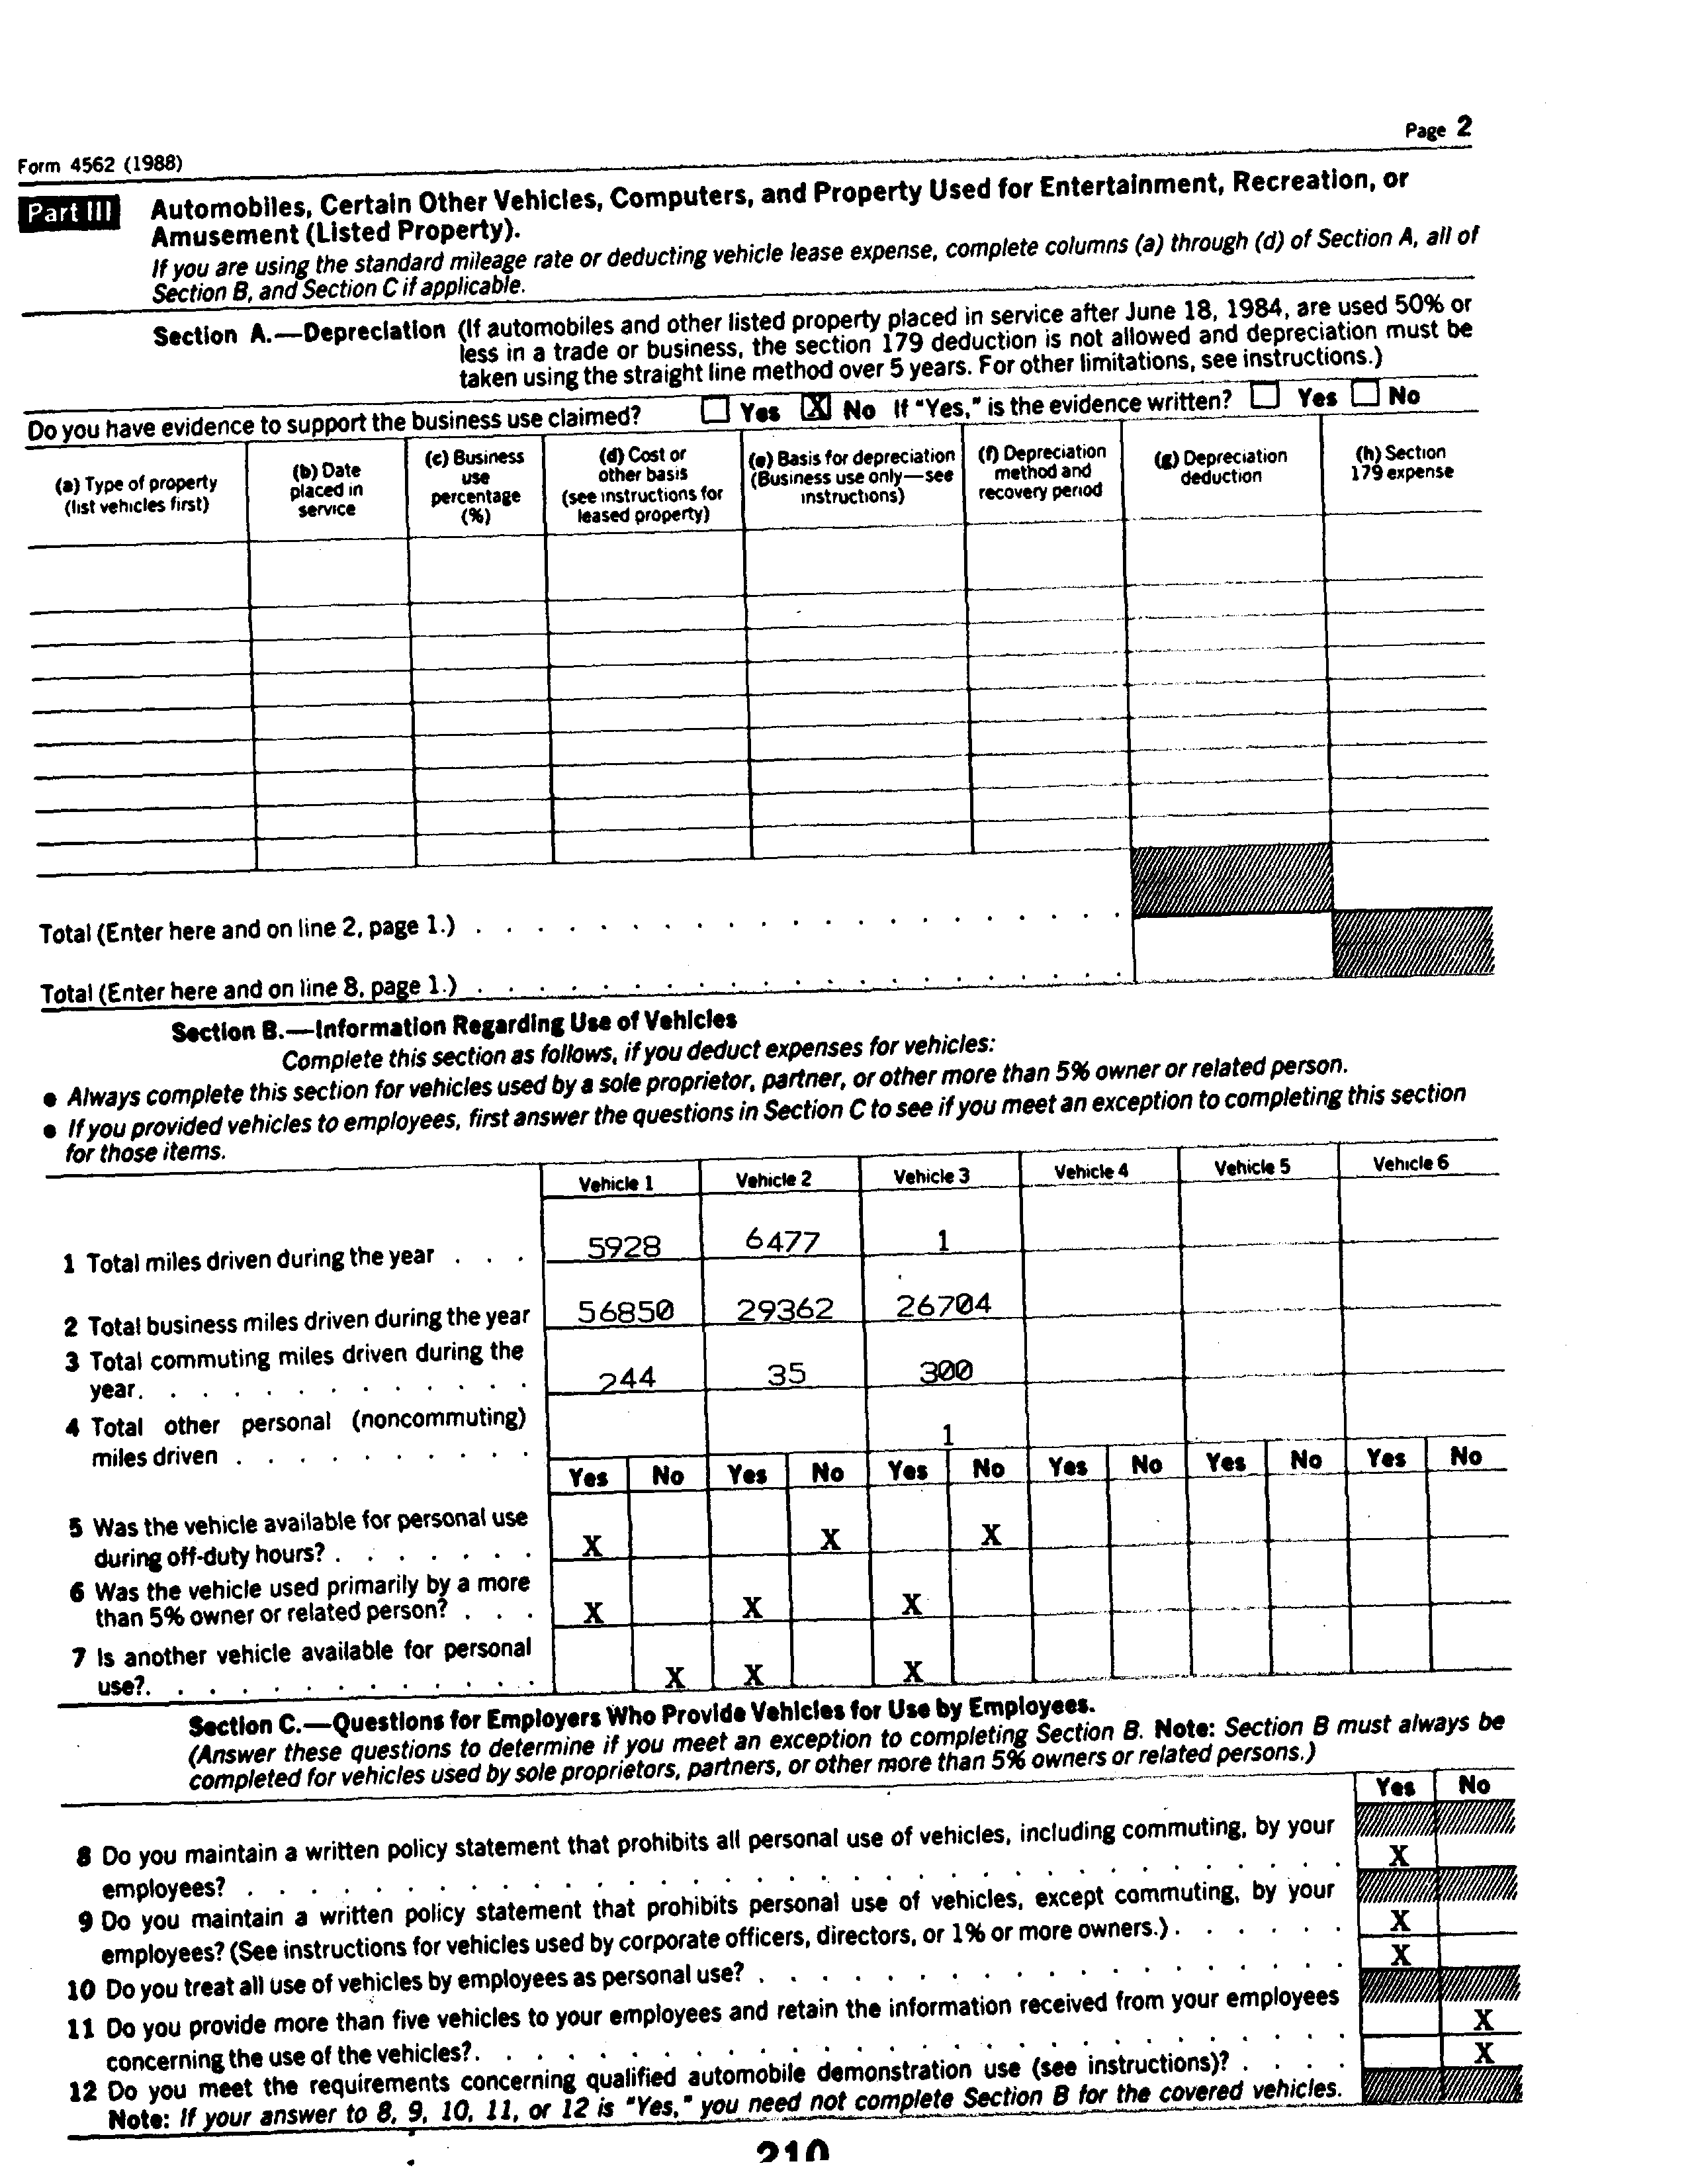 Page 2
Form 4562 (1988)
Part III Automobiles, Certain Other Vehicles, Computers, and Property Used for Entertainment, Recreation, or
Amusement (Listed Property).
If you are using the standard mileage rate or deducting vehicle lease expense, complete columns (a) through (d) of Section A, all of
Section B, and Section C if applicable.
Section A.—Depreciation (If automobiles and other listed property placed in service after June 18, 1984, are used 50% or
less in a trade or business, the section 179 deduction is not allowed and depreciation must be
taken using the straight line method over 5 years. For other limitations, see instructions.)
Do you have evidence to support the business use claimed? Yes X No If "Yes," is the evidence written? Yes No
(a) Type of property
(list vehicles first)
(b) Date
placed in
service
(c) Business
use
percentage
(%)
(d) Cost or
other basis
(see instructions for
leased property)
(e) Basis for depreciation
(Business use only—see
instructions)
(f) Depreciation
method and
recovery period
(g) Depreciation
deduction
(h) Section
179 expense
Total (Enter here and on line 2, page 1.) . . . . . . . . . . . . . . . . . . . . .
Total (Enter here and on line 8, page 1.) . . . . . . . . . . . . . . . . . . . . .
Section B.—Information Regarding Use of Vehicles
Complete this section as follows, if you deduct expenses for vehicles:
● Always complete this section for vehicles used by a sole proprietor, partner, or other more than 5% owner or related person.
● If you provided vehicles to employees, first answer the questions in Section C to see if you meet an exception to completing this section
for those items.
Vehicle 1 Vehicle 2 Vehicle 3 Vehicle 4 Vehicle 5 Vehicle 6
1 Total miles driven during the year . . . 5928 6477 1
2 Total business miles driven during the year 56850 29362 26704
3 Total commuting miles driven during the
year. . . . . . . . . . . . . 244 35 300
4 Total other personal (noncommuting)
miles driven . . . . . . . . . . 1
Yes No Yes No Yes No Yes No Yes No Yes No
5 Was the vehicle available for personal use
during off-duty hours? . . . . . . . X X X
6 Was the vehicle used primarily by a more
than 5% owner or related person? . . . X X X
7 Is another vehicle available for personal
use?. . . . . . . . . . . . . X X X
Section C.—Questions for Employers Who Provide Vehicles for Use by Employees.
(Answer these questions to determine if you meet an exception to completing Section B. Note: Section B must always be
completed for vehicles used by sole proprietors, partners, or other more than 5% owners or related persons.)
Yes No
8 Do you maintain a written policy statement that prohibits all personal use of vehicles, including commuting, by your
employees? . . . . . . . . . . . . . . . . . . . . . . . . . . . . . . . . . . . X
9 Do you maintain a written policy statement that prohibits personal use of vehicles, except commuting, by your
employees? (See instructions for vehicles used by corporate officers, directors, or 1% or more owners.) . . . . . . X
10 Do you treat all use of vehicles by employees as personal use? . . . . . . . . . . . . . . . . . . . X
11 Do you provide more than five vehicles to your employees and retain the information received from your employees
concerning the use of the vehicles?. . . . . . . . . . . . . . . . . . . . . . . . . . . . X
12 Do you meet the requirements concerning qualified automobile demonstration use (see instructions)? . . . . X
Note: If your answer to 8, 9, 10, 11, or 12 is "Yes," you need not complete Section B for the covered vehicles.
210